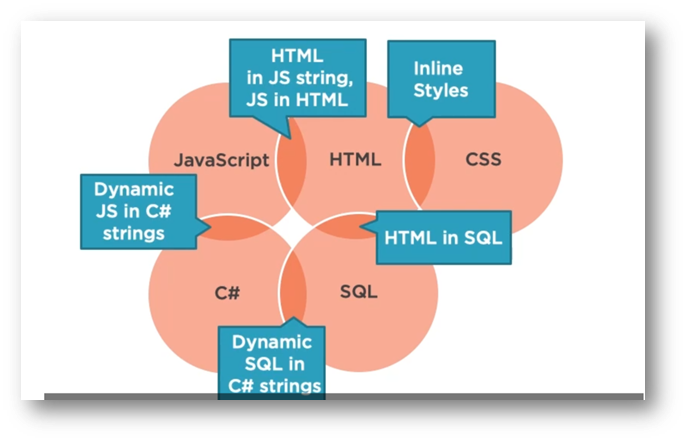 HTML
in JS string,
JS in HTML
Inline
Styles
JavaScript
HTML
CSS
Dynamic
JS in C#
strings
HTML in SQL
C#
SQL
Dynamic
SQL in
C# strings